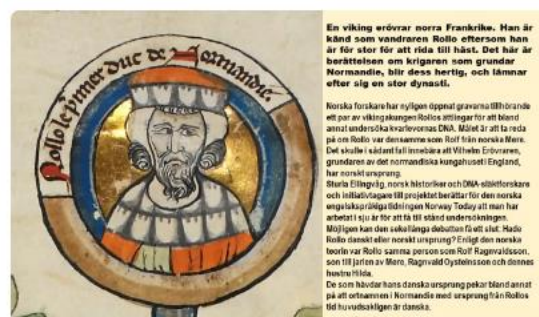 Rollo le primer duc de Normandie.
En viking erövrar norra Frankrike. Han är
känd som vandraren Rollo eftersom han
är för stor för att rida till häst. Det här är
berättelsen om krigaren som grundar
Normandie, blir dess hertig, och lämnar
efter sig en stor dynasti.
Norska forskare har nyligen öppnat gravarna tillhörande
ett par av vikingakungen Rollos ättlingar för att bland
annat undersöka kvarlevornas DNA. Målet är att ta reda
på om Rollo var densamme som Rolf från norska Møre.
Det skulle i sådant fall innebära att Vilhelm Erövraren,
grundaren av det normandiska kungahuset i England,
har norskt ursprung.
Sturla Ellingvåg, norsk historiker och DNA-släktforskare
och initiativtagare till projektet berättar för den norska
engelskspråkiga tidningen Norway Today att man har
arbetat i sju år för att få till stånd undersökningen.
Möjligen kan den sekellånga debatten få ett slut: Hade
Rollo danskt eller norskt ursprung? Enligt den norska
teorin var Rollo samma person som Rolf Ragnvaldsson,
son till jarlen av Møre, Ragnvald Oysteinsson och dennes
hustru Hilda.
De som hävdar hans danska ursprung pekar bland annat
på att ortnamnen i Normandie med ursprung från Rollos
tid huvudsakligen är danska.